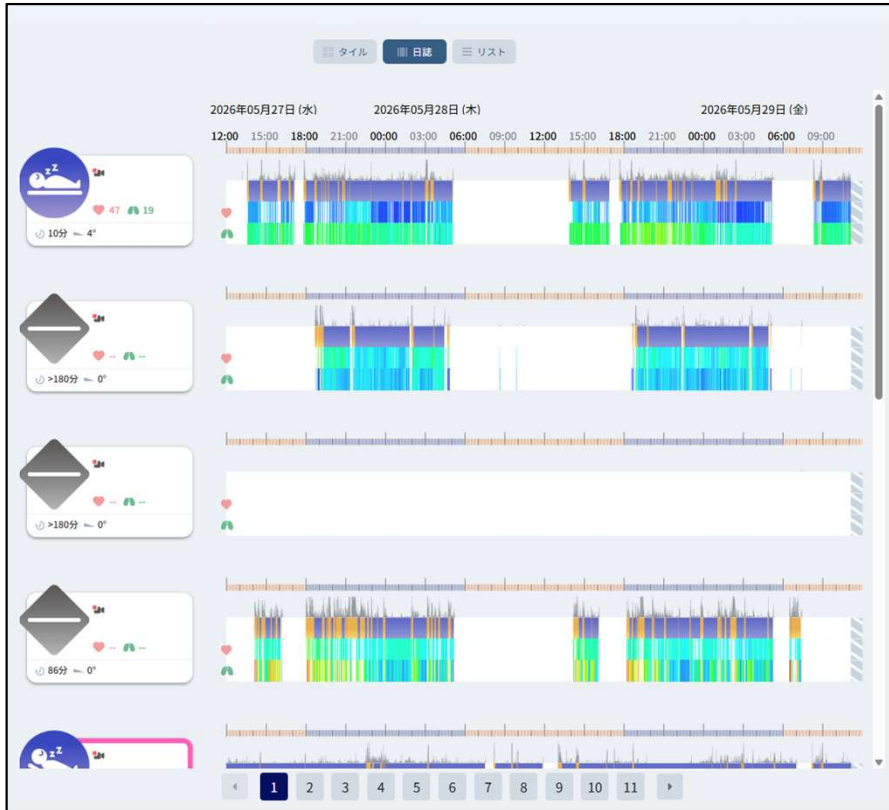 タイル 日誌 リスト
2026年05月27日 (水) 2026年05月28日 (木) 2026年05月29日 (金)
12:00 15:00 18:00 21:00 00:00 03:00 06:00 09:00 12:00 15:00 18:00 21:00 00:00 03:00 06:00 09:00
zZ
47 19
10分 4°
-- --
>180分 0°
-- --
>180分 0°
-- --
86分 0°
zZ
1 2 3 4 5 6 7 8 9 10 11